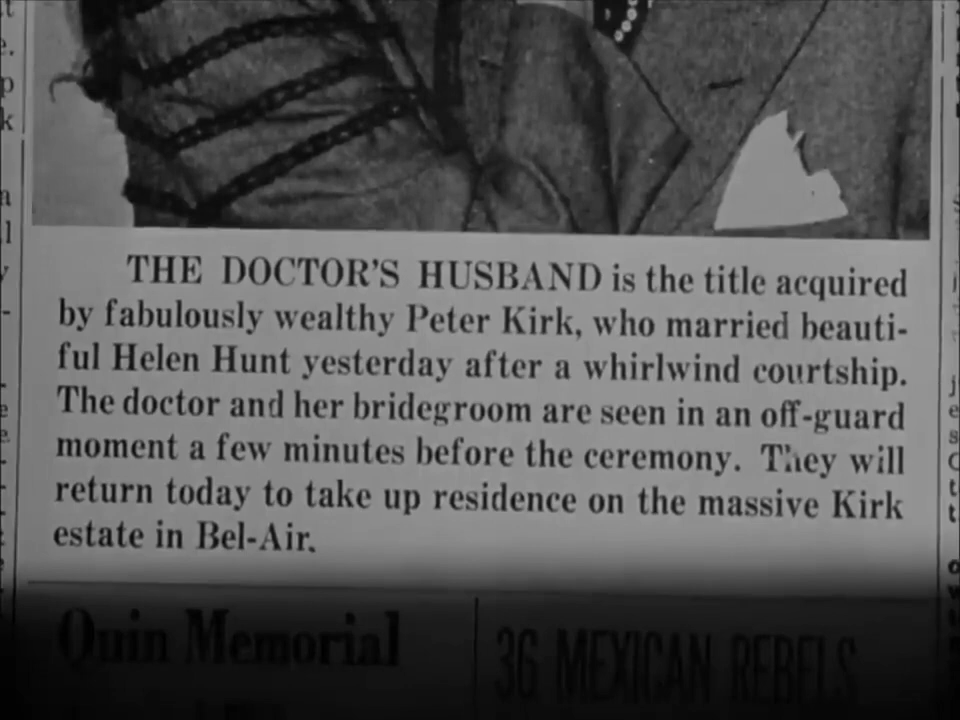 THE DOCTOR'S HUSBAND is the title acquired
by fabulously wealthy Peter Kirk, who married beauti-
ful Helen Hunt yesterday after a whirlwind courtship.
The doctor and her bridegroom are seen in an off-guard
moment a few minutes before the ceremony. They will
return today to take up residence on the massive Kirk
estate in Bel-Air.
Quin Memorial
36 MEXICAN REBELS